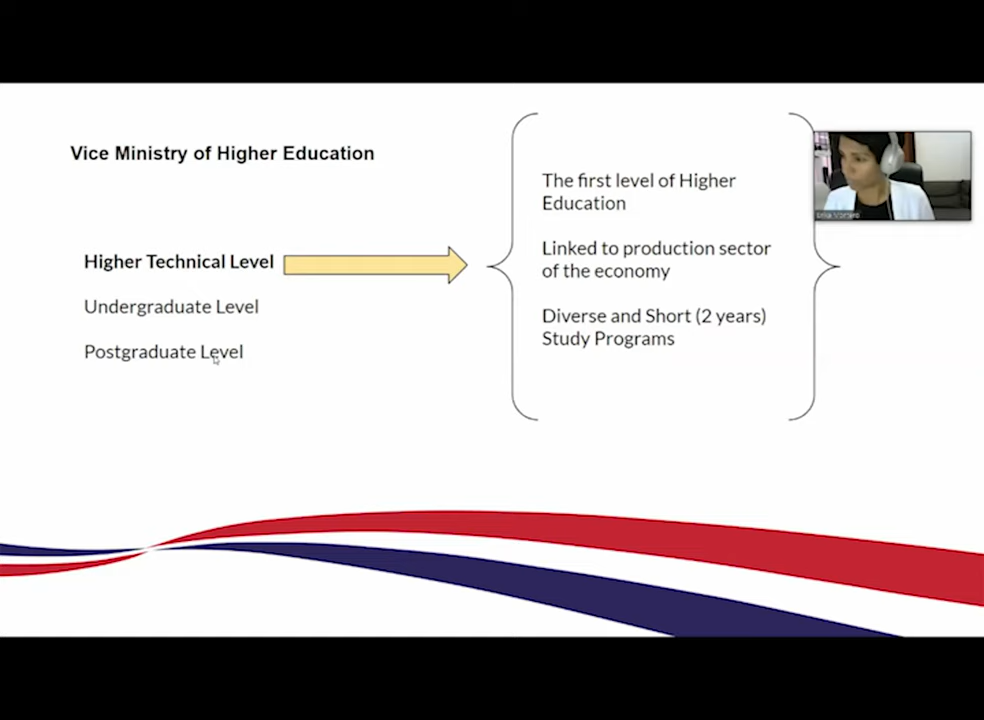 Vice Ministry of Higher Education
Higher Technical Level
Undergraduate Level
Postgraduate Level
The first level of Higher
Education
Linked to production sector
of the economy
Diverse and Short (2 years)
Study Programs